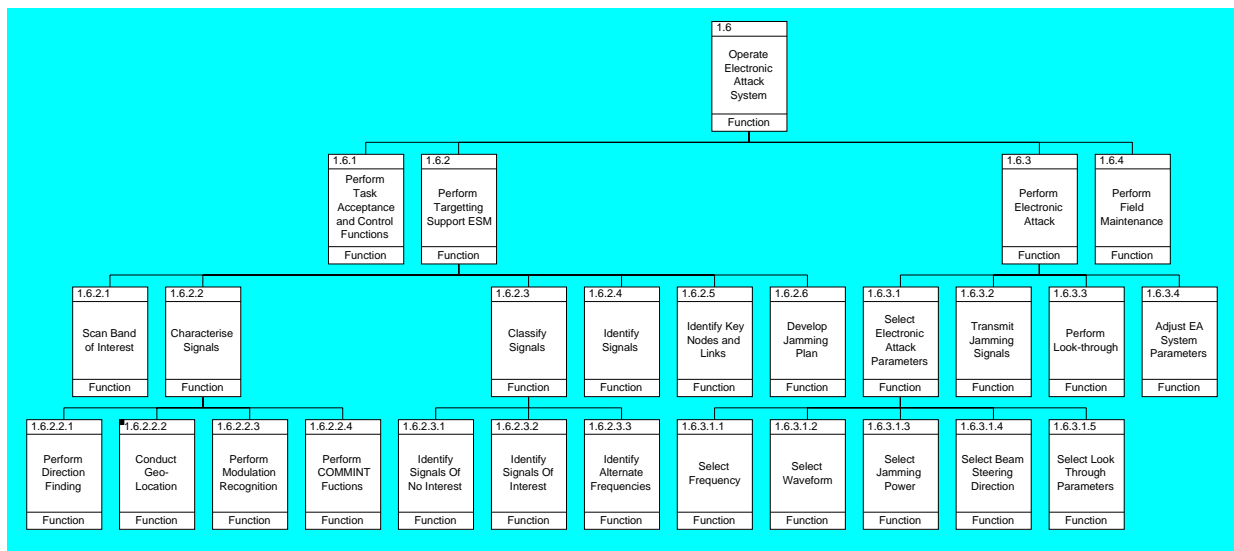 1.6
Operate
Electronic
Attack
System
Function
1.6.1
Perform
Task
Acceptance
and Control
Functions
Function
1.6.2
Perform
Targetting
Support ESM
Function
1.6.3
Perform
Electronic
Attack
Function
1.6.4
Perform
Field
Maintenance
Function
1.6.2.1
Scan Band
of Interest
Function
1.6.2.2
Characterise
Signals
Function
1.6.2.3
Classify
Signals
Function
1.6.2.4
Identify
Signals
Function
1.6.2.5
Identify Key
Nodes and
Links
Function
1.6.2.6
Develop
Jamming
Plan
Function
1.6.3.1
Select
Electronic
Attack
Parameters
Function
1.6.3.2
Transmit
Jamming
Signals
Function
1.6.3.3
Perform
Look-through
Function
1.6.3.4
Adjust EA
System
Parameters
Function
1.6.2.2.1
Perform
Direction
Finding
Function
1.6.2.2.2
Conduct
Geo-
Location
Function
1.6.2.2.3
Perform
Modulation
Recognition
Function
1.6.2.2.4
Perform
COMMINT
Fuctions
Function
1.6.2.3.1
Identify
Signals Of
No Interest
Function
1.6.2.3.2
Identify
Signals Of
Interest
Function
1.6.2.3.3
Identify
Alternate
Frequencies
Function
1.6.3.1.1
Select
Frequency
Function
1.6.3.1.2
Select
Waveform
Function
1.6.3.1.3
Select
Jamming
Power
Function
1.6.3.1.4
Select Beam
Steering
Direction
Function
1.6.3.1.5
Select Look
Through
Parameters
Function